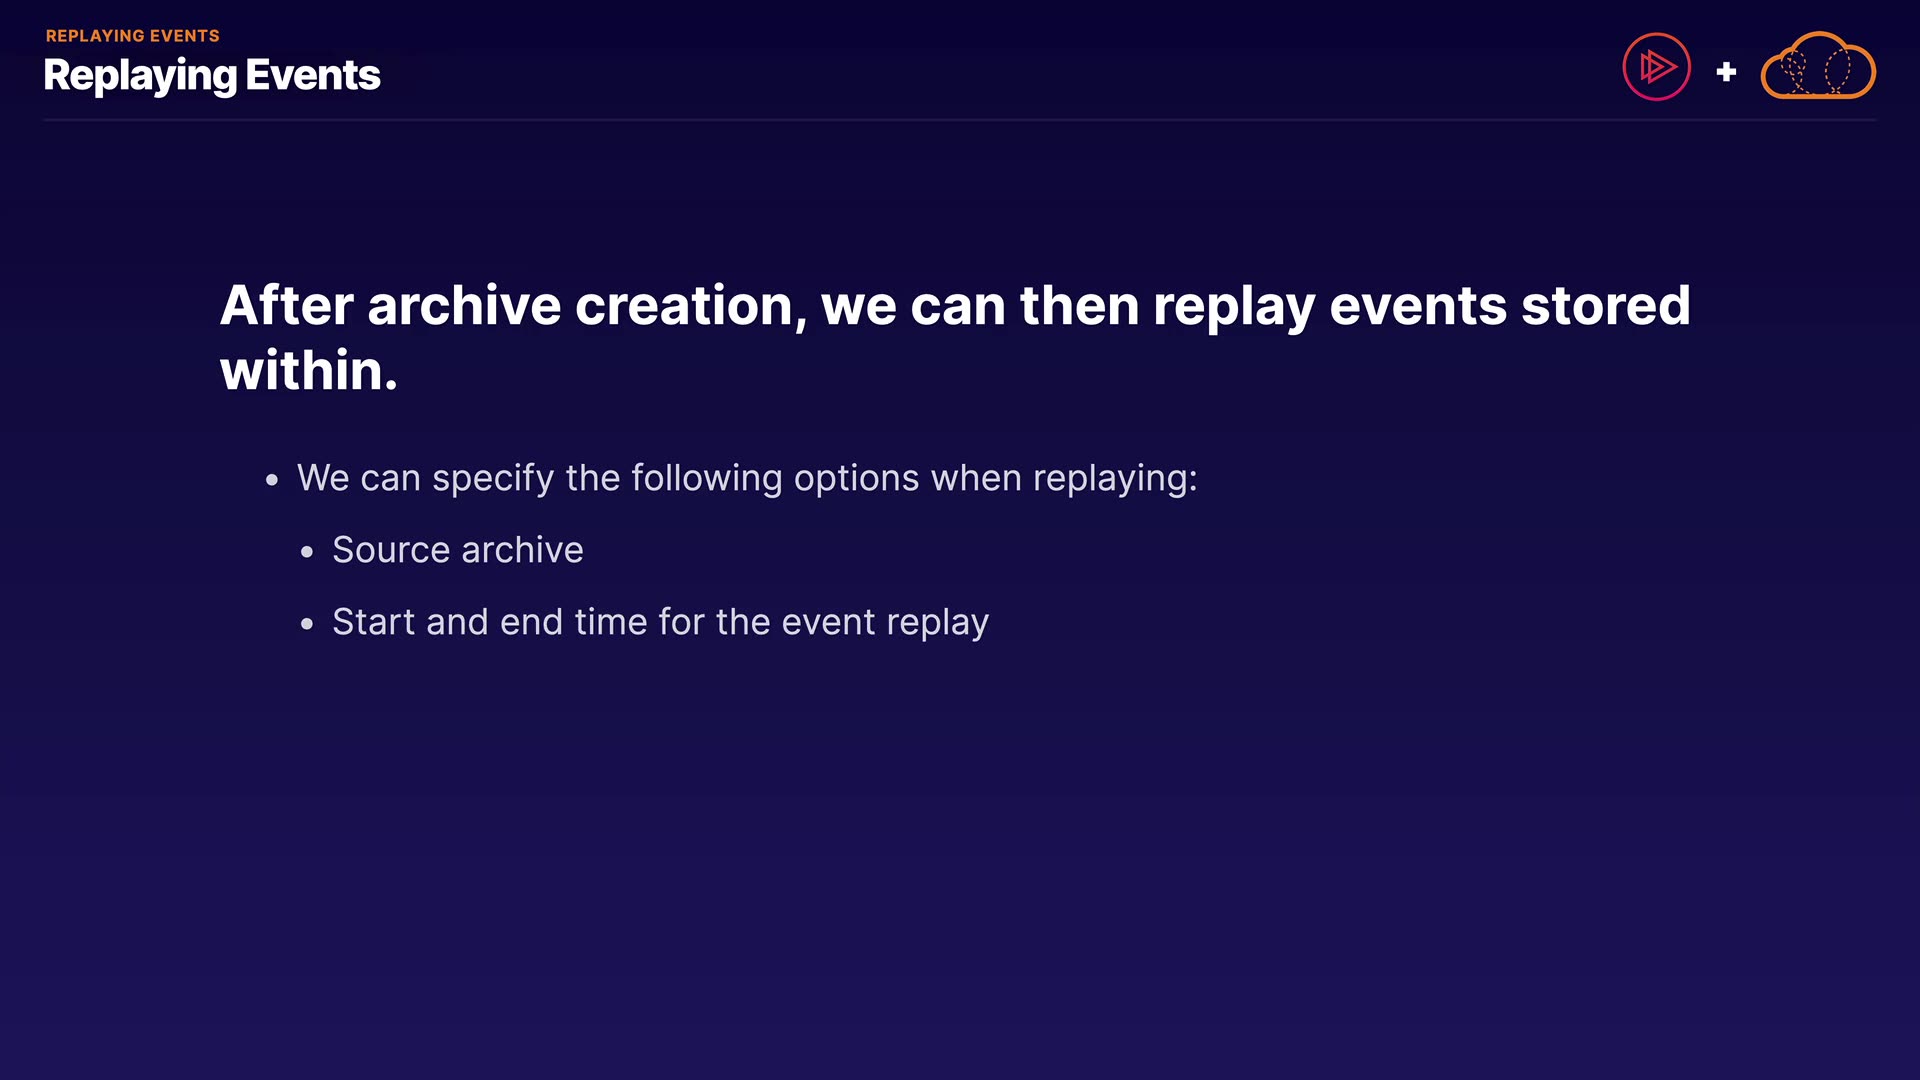 REPLAYING EVENTS
Replaying Events
+
After archive creation, we can then replay events stored
within.
• We can specify the following options when replaying:
• Source archive
• Start and end time for the event replay